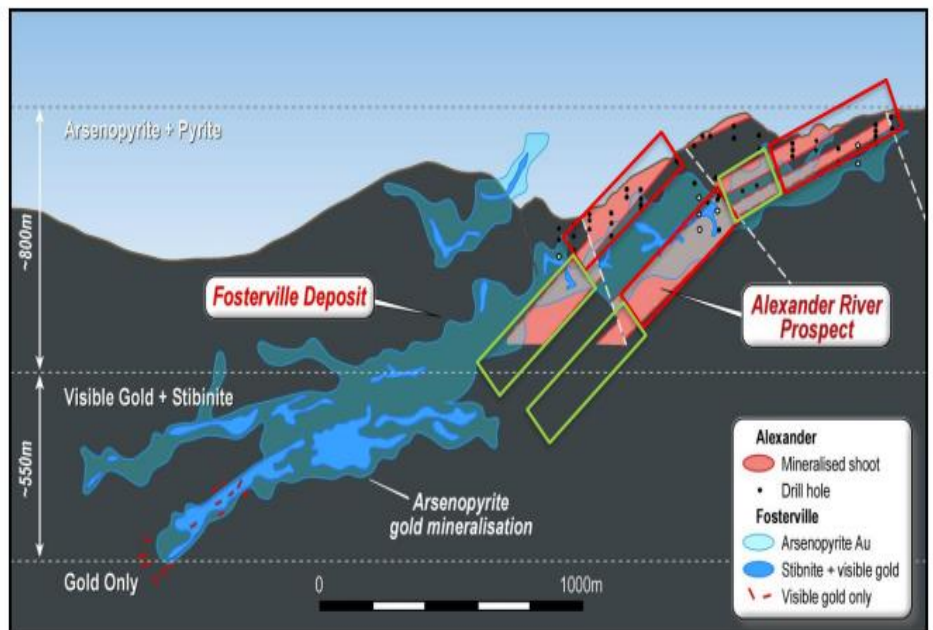 Arsenopyrite + Pyrite
~800m
Fosterville Deposit
Alexander River
Prospect
Visible Gold + Stibinite
~550m
Arsenopyrite
gold mineralisation
Gold Only
0 1000m
Alexander
Mineralised shoot
Drill hole
Fosterville
Arsenopyrite Au
Stibnite + visible gold
Visible gold only